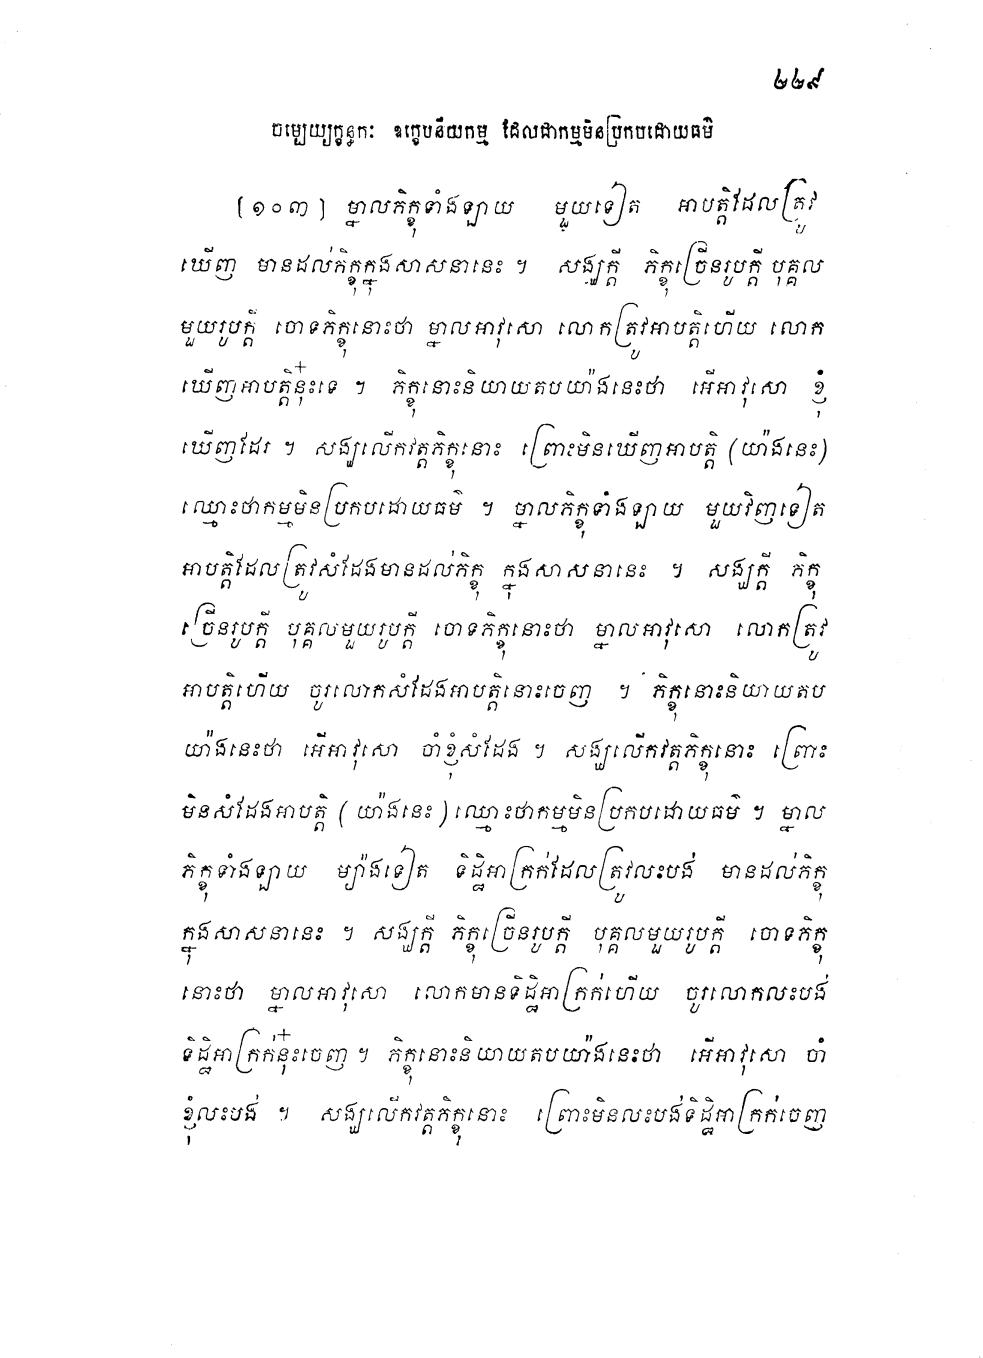 ២២៩
ចម្បេយ្យក្ខន្ធកៈ ឧក្ខេបនីយកម្ម ដែលជាកម្មមិនប្រកបដោយធម៌
[១០៣] ម្នាលភិក្ខុទាំងឡាយ មួយទៀត អាបត្តិដែលត្រូវ
ឃើញ មានដល់ភិក្ខុក្នុងសាសនានេះ ។ សង្ឃក្តី ភិក្ខុច្រើនរូបក្តី បុគ្គល
មួយរូបក្តី ចោទភិក្ខុនោះថា ម្នាលអាវុសោ លោកត្រូវអាបត្តិហើយ លោក
ឃើញអាបត្តិនុ៎ះទេ ។ ភិក្ខុនោះនិយាយតបយ៉ាងនេះថា អើអាវុសោ ខ្ញុំ
ឃើញដែរ ។ សង្ឃលើកវត្តភិក្ខុនោះ ព្រោះមិនឃើញអាបត្តិ (យ៉ាងនេះ)
ឈ្មោះថាកម្មមិនប្រកបដោយធម៌ ។ ម្នាលភិក្ខុទាំងឡាយ មួយវិញទៀត
អាបត្តិដែលត្រូវសំដែងមានដល់ភិក្ខុ ក្នុងសាសនានេះ ។ សង្ឃក្តី ភិក្ខុ
ច្រើនរូបក្តី បុគ្គលមួយរូបក្តី ចោទភិក្ខុនោះថា ម្នាលអាវុសោ លោកត្រូវ
អាបត្តិហើយ ចូរលោកសំដែងអាបត្តិនោះចេញ ។ ភិក្ខុនោះនិយាយតប
យ៉ាងនេះថា អើអាវុសោ ចាំខ្ញុំសំដែង ។ សង្ឃលើកវត្តភិក្ខុនោះ ព្រោះ
មិនសំដែងអាបត្តិ (យ៉ាងនេះ) ឈ្មោះថាកម្មមិនប្រកបដោយធម៌ ។ ម្នាល
ភិក្ខុទាំងឡាយ ម្យ៉ាងទៀត ទិដ្ឋិអាក្រក់ដែលត្រូវលះបង់ មានដល់ភិក្ខុ
ក្នុងសាសនានេះ ។ សង្ឃក្តី ភិក្ខុច្រើនរូបក្តី បុគ្គលមួយរូបក្តី ចោទភិក្ខុ
នោះថា ម្នាលអាវុសោ លោកមានទិដ្ឋិអាក្រក់ហើយ ចូរលោកលះបង់
ទិដ្ឋិអាក្រក់នុ៎ះចេញ ។ ភិក្ខុនោះនិយាយតបយ៉ាងនេះថា អើអាវុសោ ចាំ
ខ្ញុំលះបង់ ។ សង្ឃលើកវត្តភិក្ខុនោះ ព្រោះមិនលះបង់ទិដ្ឋិអាក្រក់ចេញ